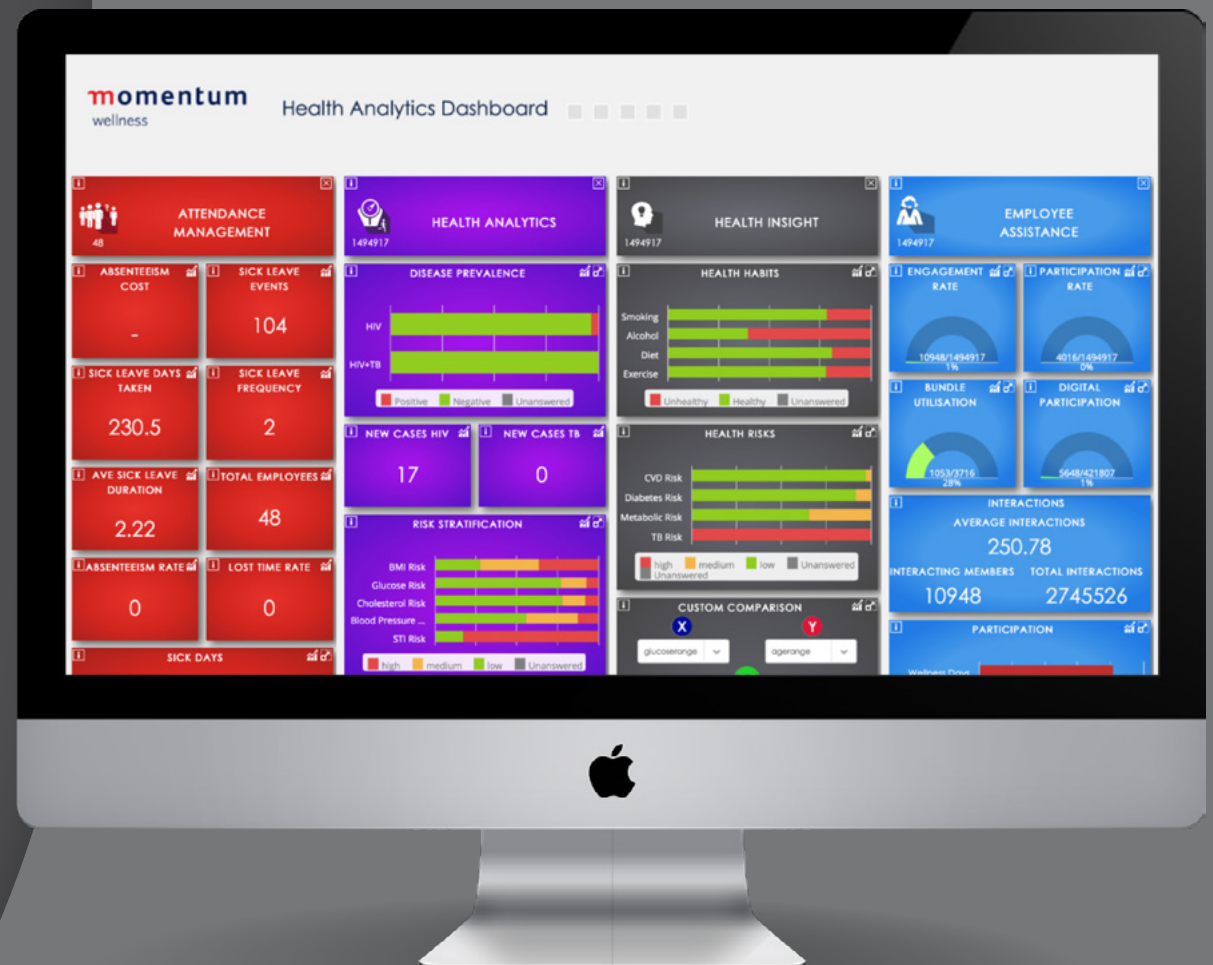 momentum
wellness
Health Analytics Dashboard
48
ATTENDANCE
MANAGEMENT
ABSENTEEISM
COST
-
SICK LEAVE
EVENTS
104
SICK LEAVE DAYS
TAKEN
230.5
SICK LEAVE
FREQUENCY
2
AVE SICK LEAVE
DURATION
2.22
TOTAL EMPLOYEES
48
ABSENTEEISM RATE
0
LOST TIME RATE
0
SICK DAYS
1494917
HEALTH ANALYTICS
DISEASE PREVALENCE
HIV
HIV+TB
Positive Negative Unanswered
NEW CASES HIV
17
NEW CASES TB
0
RISK STRATIFICATION
BMI Risk
Glucose Risk
Cholesterol Risk
Blood Pressure ...
STI Risk
high medium low Unanswered
1494917
HEALTH INSIGHT
HEALTH HABITS
Smoking
Alcohol
Diet
Exercise
Unhealthy Healthy Unanswered
HEALTH RISKS
CVD Risk
Diabetes Risk
Metabolic Risk
TB Risk
high medium low Unanswered
Unanswered
CUSTOM COMPARISON
X Y
glucoserange agerange
1494917
EMPLOYEE
ASSISTANCE
ENGAGEMENT
RATE
10948/1494917
1%
PARTICIPATION
RATE
4016/1494917
0%
BUNDLE
UTILISATION
1053/3716
28%
DIGITAL
PARTICIPATION
5648/421807
1%
INTERACTIONS
AVERAGE INTERACTIONS
250.78
INTERACTING MEMBERS TOTAL INTERACTIONS
10948 2745526
PARTICIPATION
Wellness Days